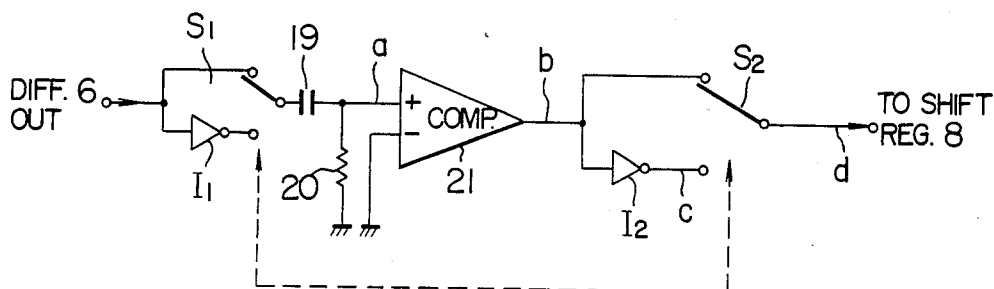 S1
19
a
b
S2
DIFF. 6
OUT
+
COMP.
−
TO SHIFT
REG. 8
I1
20
21
I2
c
d